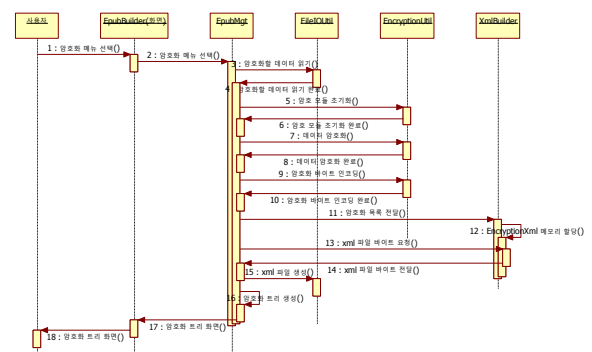 사용자
EpubBuilder(화면)
EpubMgt
FileIOUtil
EncryptionUtil
XmlBuilder
1 : 암호화 메뉴 선택()
2 : 암호화 메뉴 선택()
3 : 암호화할 데이터 읽기()
4 : 암호화할 데이터 읽기 완료()
5 : 암호 모듈 초기화()
6 : 암호 모듈 초기화 완료()
7 : 데이터 암호화()
8 : 데이터 암호화 완료()
9 : 암호화 바이트 인코딩()
10 : 암호화 바이트 인코딩 완료()
11 : 암호화 목록 전달()
12 : EncryptionXml 메모리 할당()
13 : xml 파일 바이트 요청()
14 : xml 파일 바이트 전달()
15 : xml 파일 생성()
16 : 암호화 트리 생성()
17 : 암호화 트리 화면()
18 : 암호화 트리 화면()